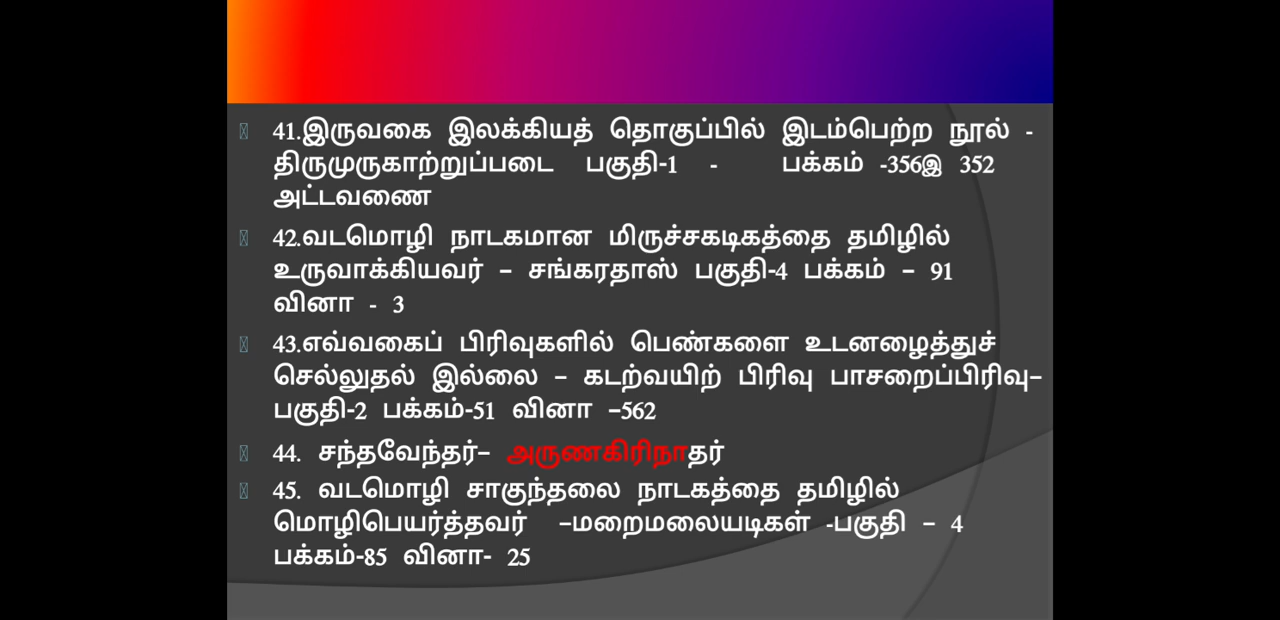 41.இருவகை இலக்கியத் தொகுப்பில் இடம்பெற்ற நூல் -
திருமுருகாற்றுப்படை பகுதி-1 - பக்கம் -356இ 352
அட்டவணை
42.வடமொழி நாடகமான மிருச்சகடிகத்தை தமிழில்
உருவாக்கியவர் – சங்கரதாஸ் பகுதி-4 பக்கம் – 91
வினா - 3
43.எவ்வகைப் பிரிவுகளில் பெண்களை உடனழைத்துச்
செல்லுதல் இல்லை – கடற்வயிற் பிரிவு பாசறைப்பிரிவு–
பகுதி-2 பக்கம்-51 வினா –562
44. சந்தவேந்தர்– அருணகிரிநாதர்
45. வடமொழி சாகுந்தலை நாடகத்தை தமிழில்
மொழிபெயர்த்தவர் –மறைமலையடிகள் -பகுதி – 4
பக்கம்-85 வினா- 25